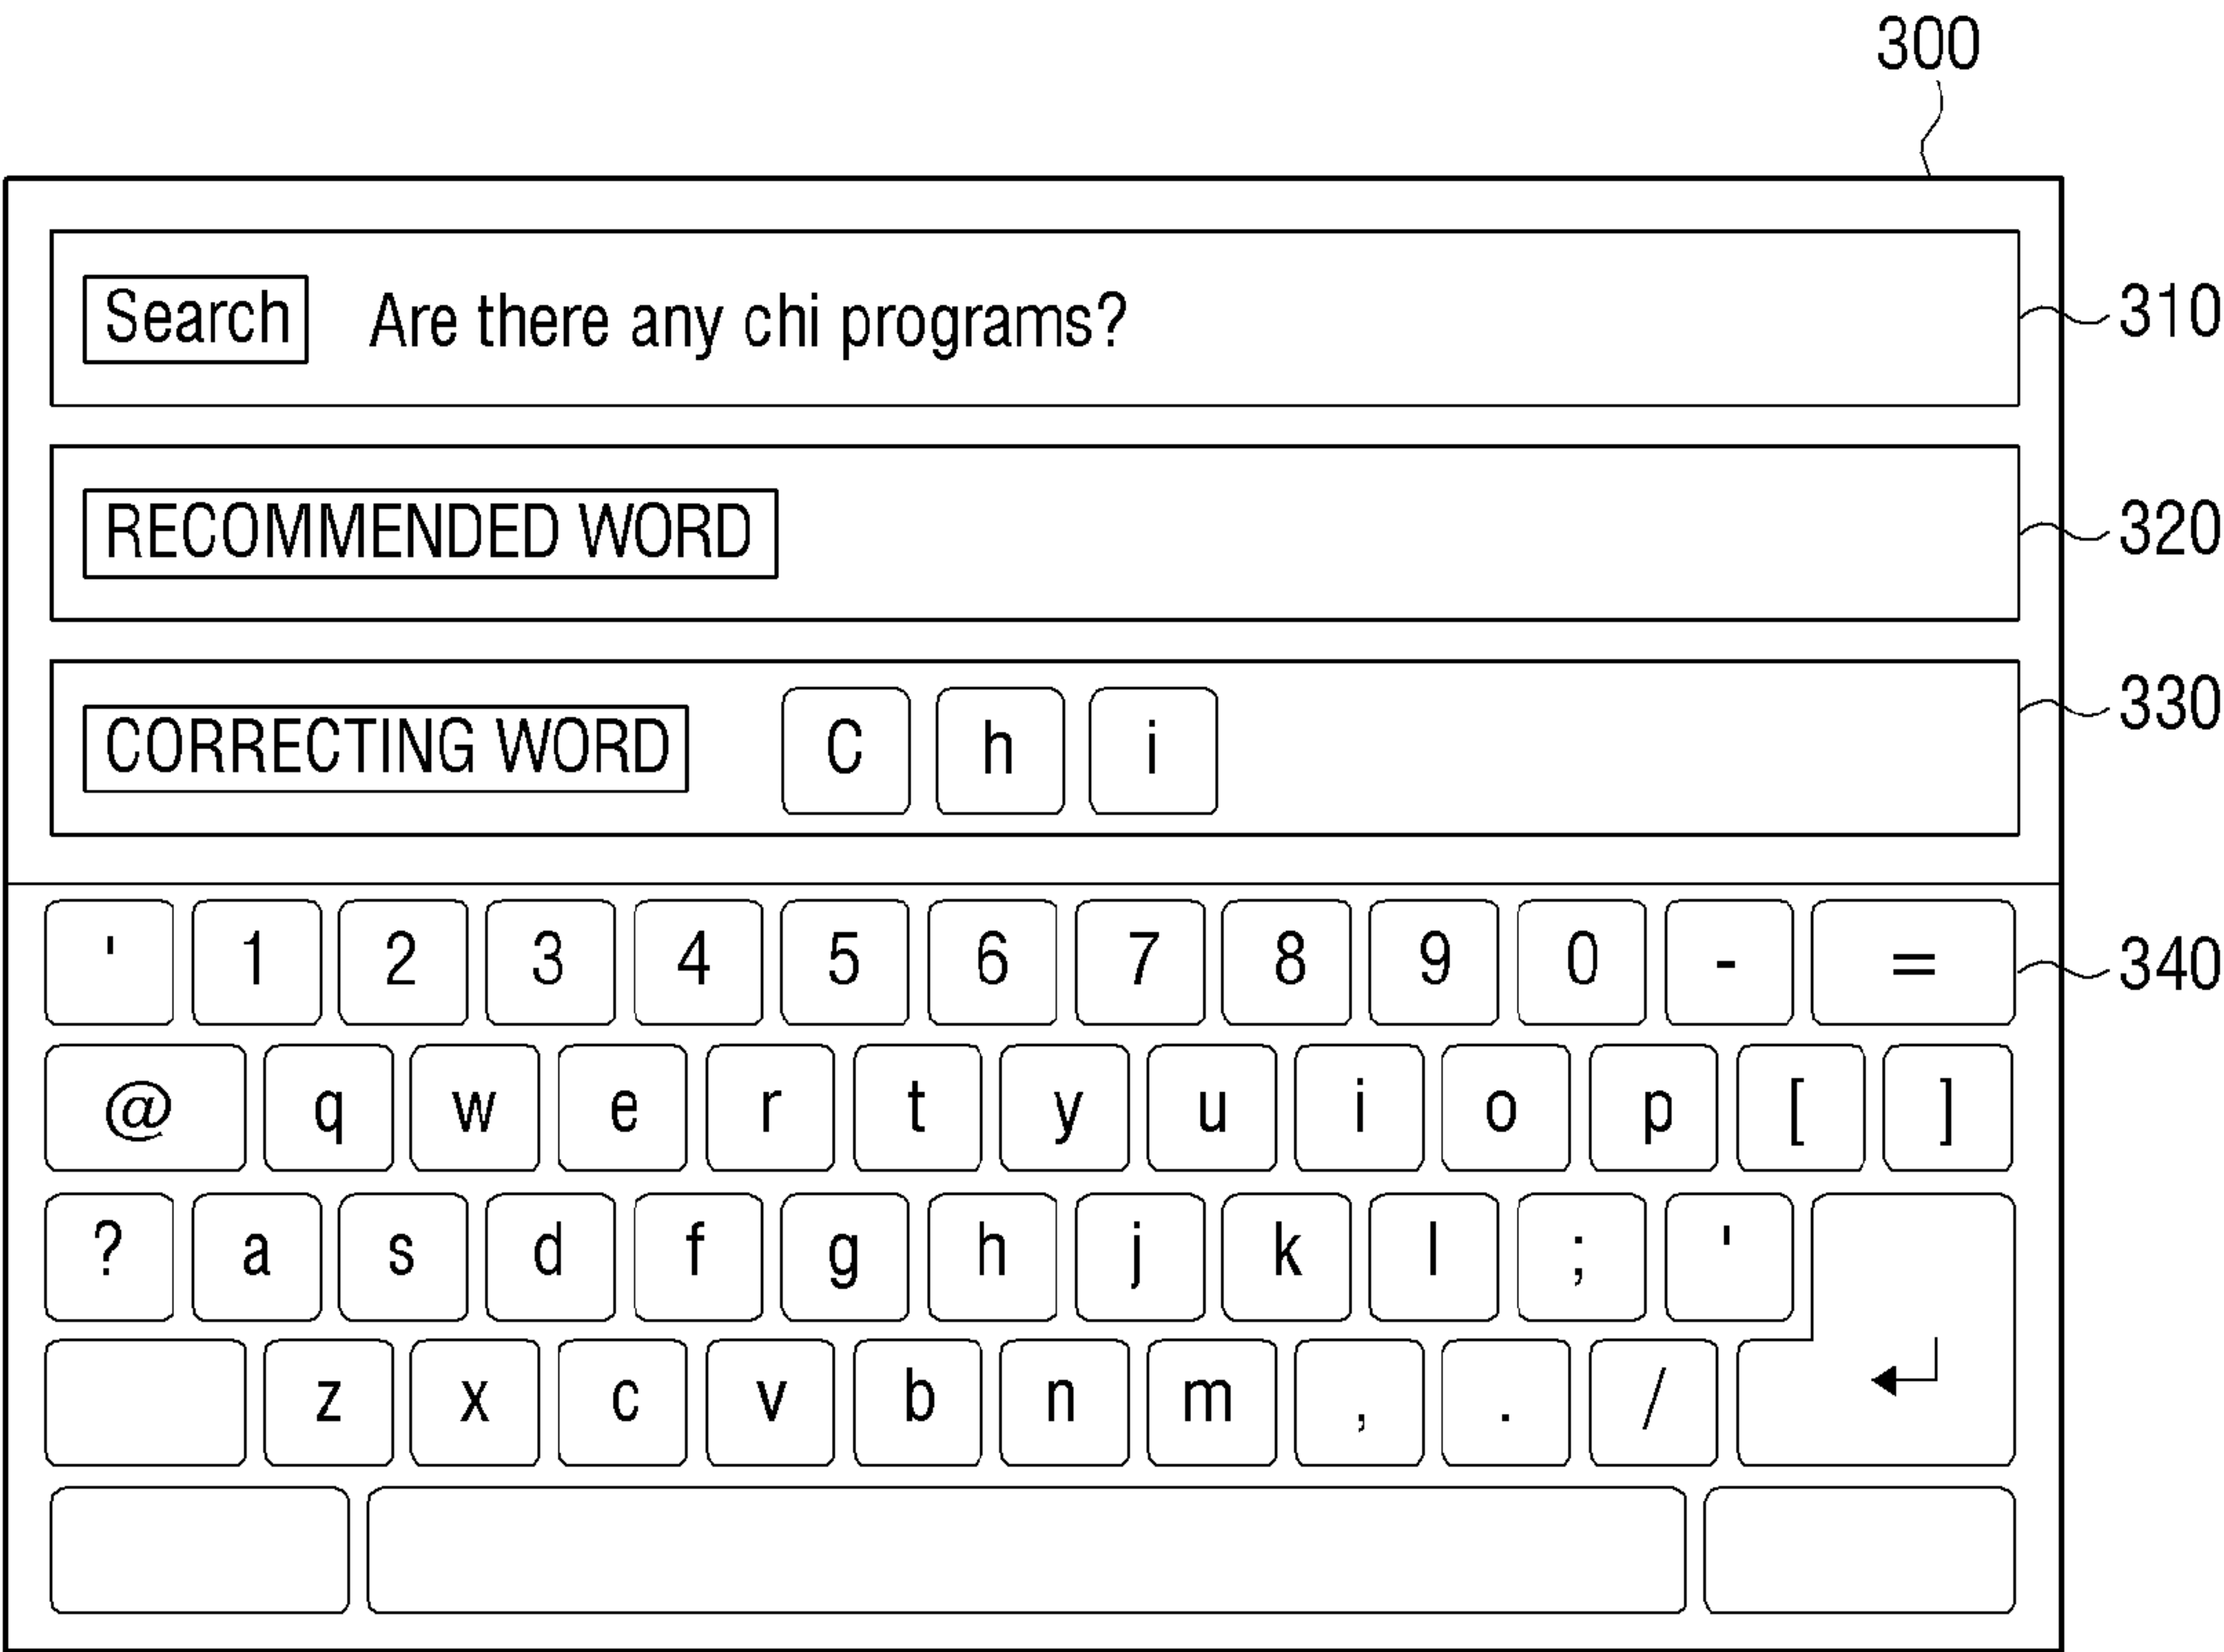 300
Search Are there any chi programs? 310
RECOMMENDED WORD 320
CORRECTING WORD C h i 330
' 1 2 3 4 5 6 7 8 9 0 - = 340
@ q w e r t y u i o p [ ]
? a s d f g h j k l ; '
z x c v b n m , . /